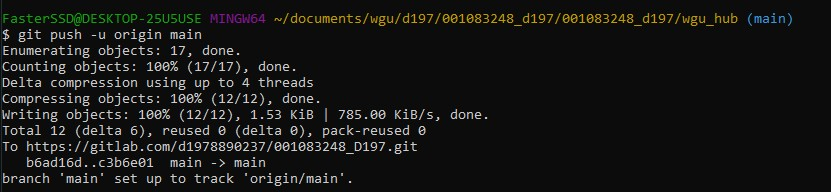 FasterSSD@DESKTOP-25U5USE MINGW64 ~/documents/wgu/d197/001083248_d197/001083248_d197/wgu_hub (main)
$ git push -u origin main
Enumerating objects: 17, done.
Counting objects: 100% (17/17), done.
Delta compression using up to 4 threads
Compressing objects: 100% (12/12), done.
Writing objects: 100% (12/12), 1.53 KiB | 785.00 KiB/s, done.
Total 12 (delta 6), reused 0 (delta 0), pack-reused 0
To https://gitlab.com/d1978890237/001083248_D197.git
   b6ad16d..c3b6e01  main -> main
branch 'main' set up to track 'origin/main'.